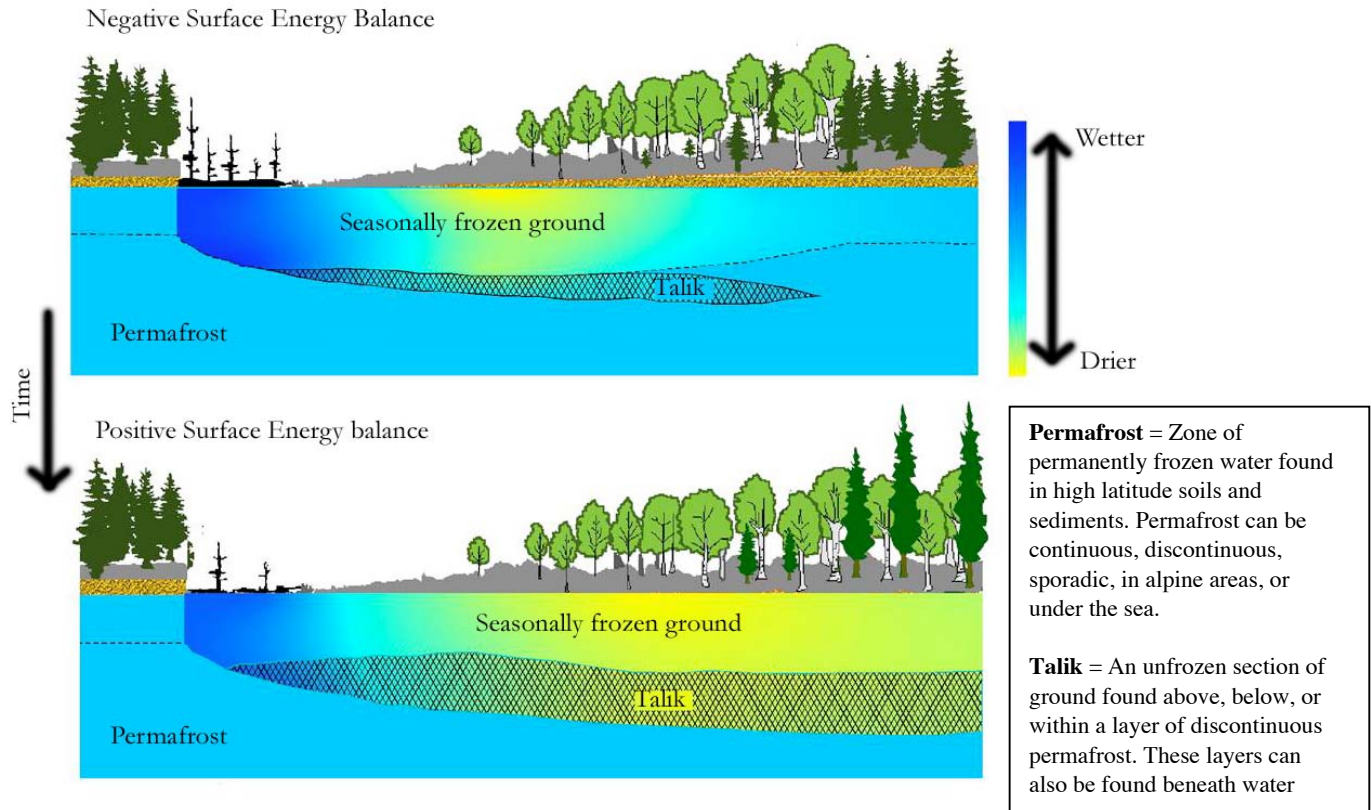 Negative Surface Energy Balance
Seasonally frozen ground
Talik
Permafrost
Wetter
Drier
Time
Positive Surface Energy balance
Seasonally frozen ground
Talik
Permafrost
Permafrost = Zone of
permanently frozen water found
in high latitude soils and
sediments. Permafrost can be
continuous, discontinuous,
sporadic, in alpine areas, or
under the sea.
Talik = An unfrozen section of
ground found above, below, or
within a layer of discontinuous
permafrost. These layers can
also be found beneath water